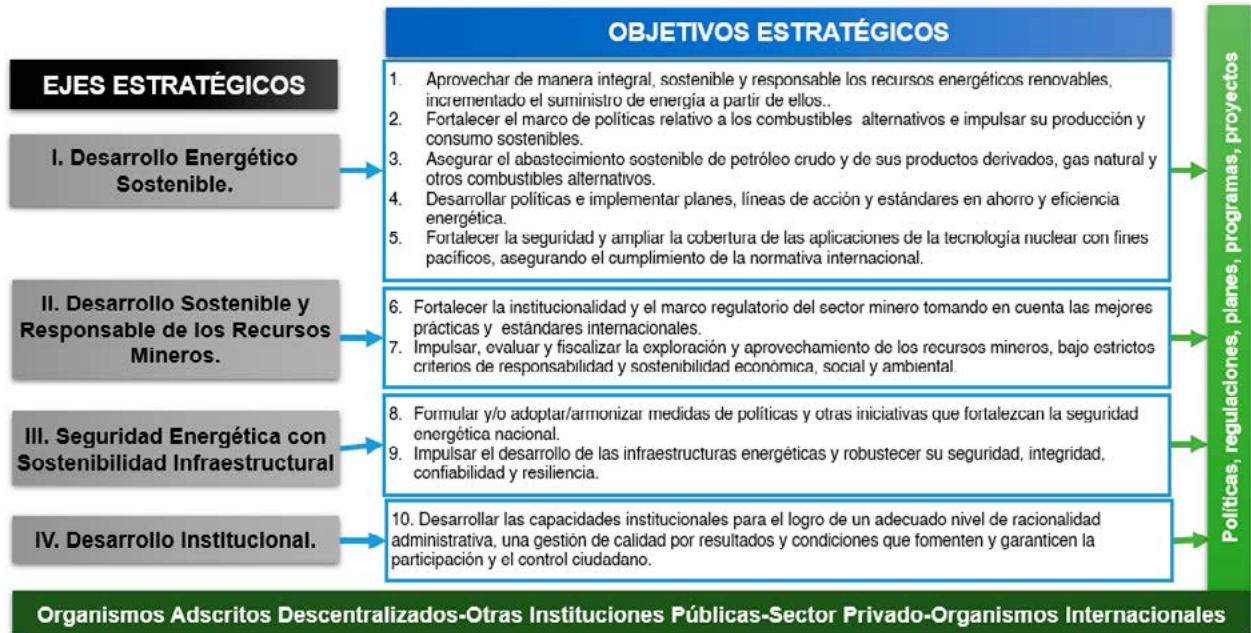 OBJETIVOS ESTRATÉGICOS
EJES ESTRATÉGICOS
I. Desarrollo Energético
Sostenible.
1. Aprovechar de manera integral, sostenible y responsable los recursos energéticos renovables,
incrementado el suministro de energía a partir de ellos..
2. Fortalecer el marco de políticas relativo a los combustibles alternativos e impulsar su producción y
consumo sostenibles.
3. Asegurar el abastecimiento sostenible de petróleo crudo y de sus productos derivados, gas natural y
otros combustibles alternativos.
4. Desarrollar políticas e implementar planes, líneas de acción y estándares en ahorro y eficiencia
energética.
5. Fortalecer la seguridad y ampliar la cobertura de las aplicaciones de la tecnología nuclear con fines
pacíficos, asegurando el cumplimiento de la normativa internacional.
II. Desarrollo Sostenible y
Responsable de los Recursos
Mineros.
6. Fortalecer la institucionalidad y el marco regulatorio del sector minero tomando en cuenta las mejores
prácticas y estándares internacionales.
7. Impulsar, evaluar y fiscalizar la exploración y aprovechamiento de los recursos mineros, bajo estrictos
criterios de responsabilidad y sostenibilidad económica, social y ambiental.
III. Seguridad Energética con
Sostenibilidad Infraestructural
8. Formular y/o adoptar/armonizar medidas de políticas y otras iniciativas que fortalezcan la seguridad
energética nacional.
9. Impulsar el desarrollo de las infraestructuras energéticas y robustecer su seguridad, integridad,
confiabilidad y resiliencia.
IV. Desarrollo Institucional.
10. Desarrollar las capacidades institucionales para el logro de un adecuado nivel de racionalidad
administrativa, una gestión de calidad por resultados y condiciones que fomenten y garanticen la
participación y el control ciudadano.
Políticas, regulaciones, planes, programas, proyectos
Organismos Adscritos Descentralizados-Otras Instituciones Públicas-Sector Privado-Organismos Internacionales